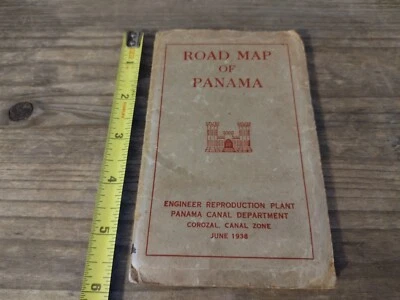 ROAD MAP
OF
PANAMA
ENGINEER REPRODUCTION PLANT
PANAMA CANAL DEPARTMENT
COROZAL, CANAL ZONE
JUNE 1938
1
2
3
4
5
6